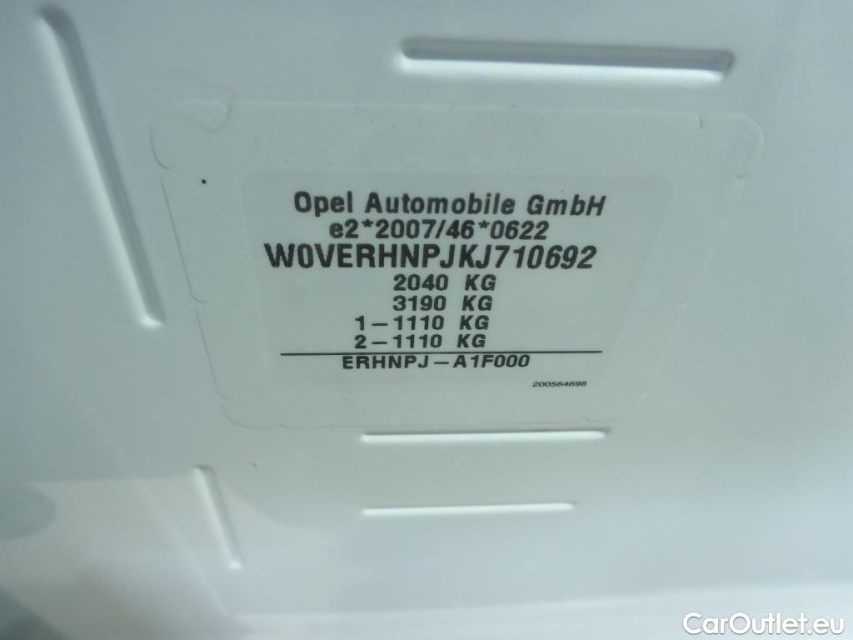 Opel Automobile GmbH
e2*2007/46*0622
W0VERHNPJKJ710692
2040 KG
3190 KG
1-1110 KG
2-1110 KG
ERHNPJ-A1F000
200564698
CarOutlet.eu